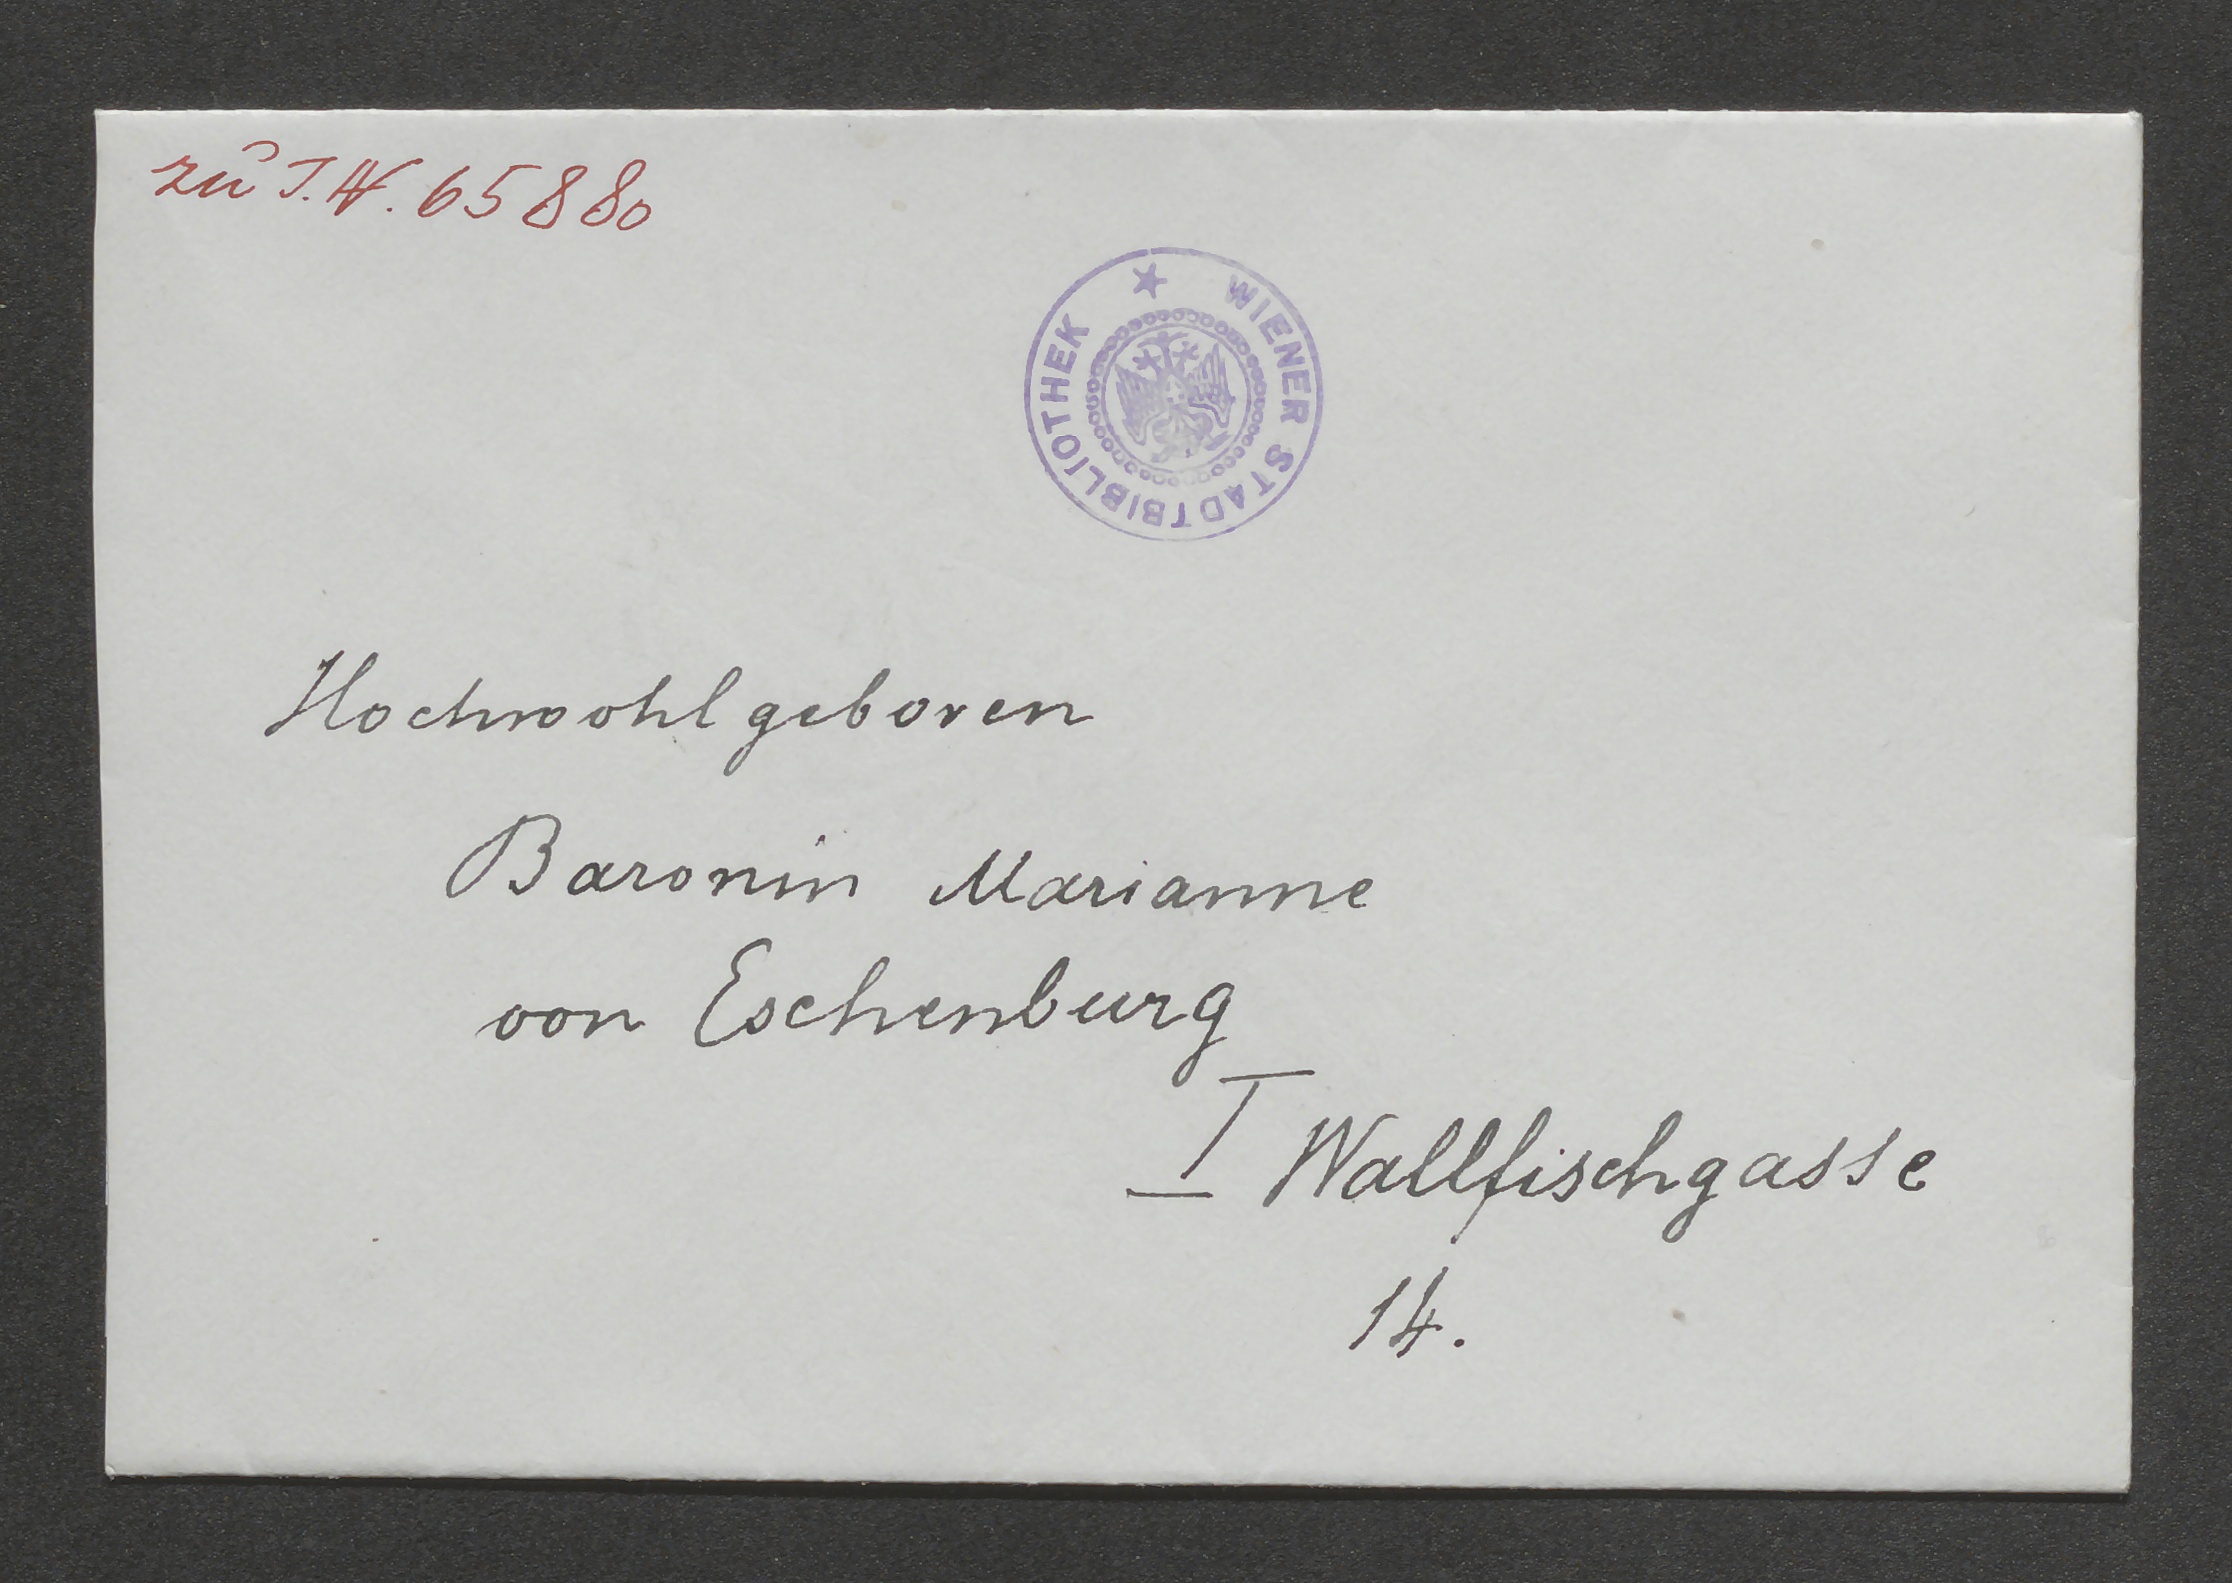 zu J.N. 65880
WIENER STADTBIBLIOTHEK
Hochwohlgeboren
Baronin Marianne
von Eschenburg
I Wallfischgasse
14.